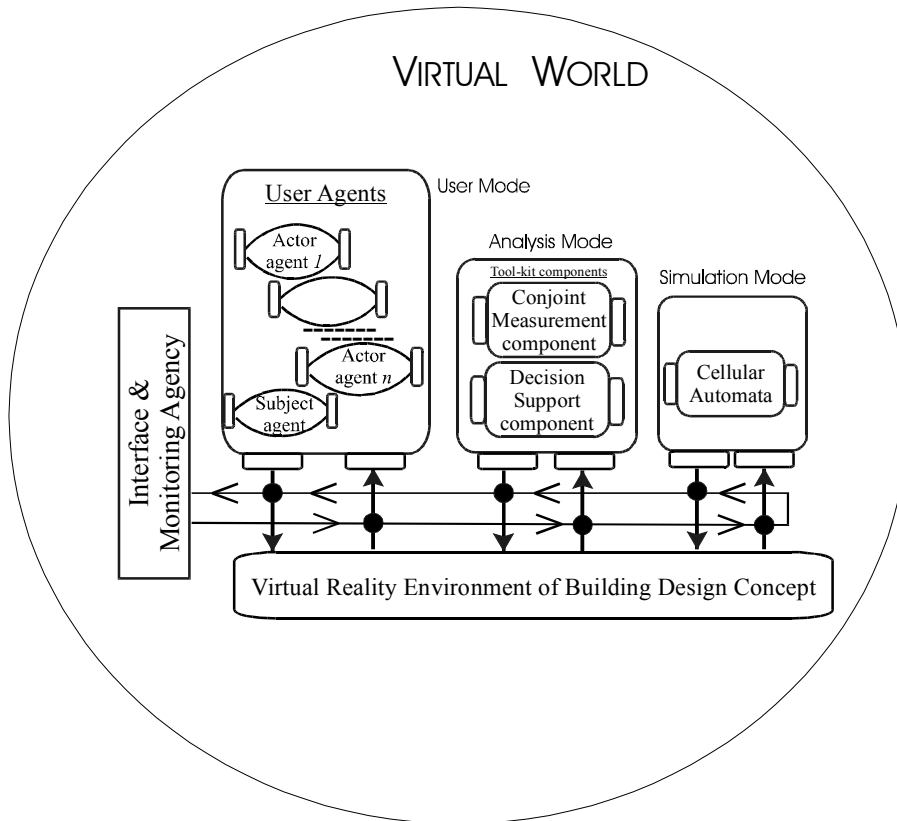 VIRTUAL WORLD
User Mode
User Agents
Actor
agent 1
Actor
agent n
Subject
agent
Analysis Mode
Tool-kit components
Conjoint
Measurement
component
Decision
Support
component
Simulation Mode
Cellular
Automata
Interface &
Monitoring Agency
Virtual Reality Environment of Building Design Concept